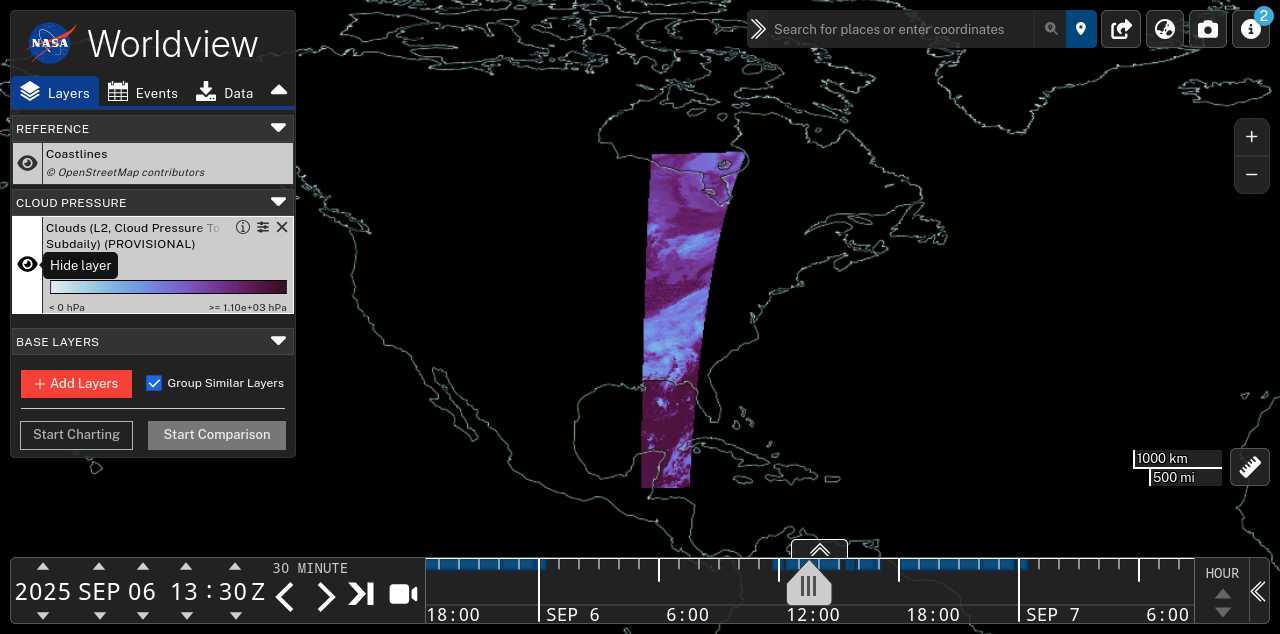 NASA
Worldview
Search for places or enter coordinates
2
Layers
Events
Data
REFERENCE
Coastlines
© OpenStreetMap contributors
CLOUD PRESSURE
Clouds (L2, Cloud Pressure To
Subdaily) (PROVISIONAL)
Hide layer
< 0 hPa
>= 1.10e+03 hPa
BASE LAYERS
+ Add Layers
Group Similar Layers
Start Charting
Start Comparison
+
−
1000 km
500 mi
2025 SEP 06 13 : 30 Z
30 MINUTE
18:00
SEP 6
6:00
12:00
18:00
SEP 7
6:00
HOUR